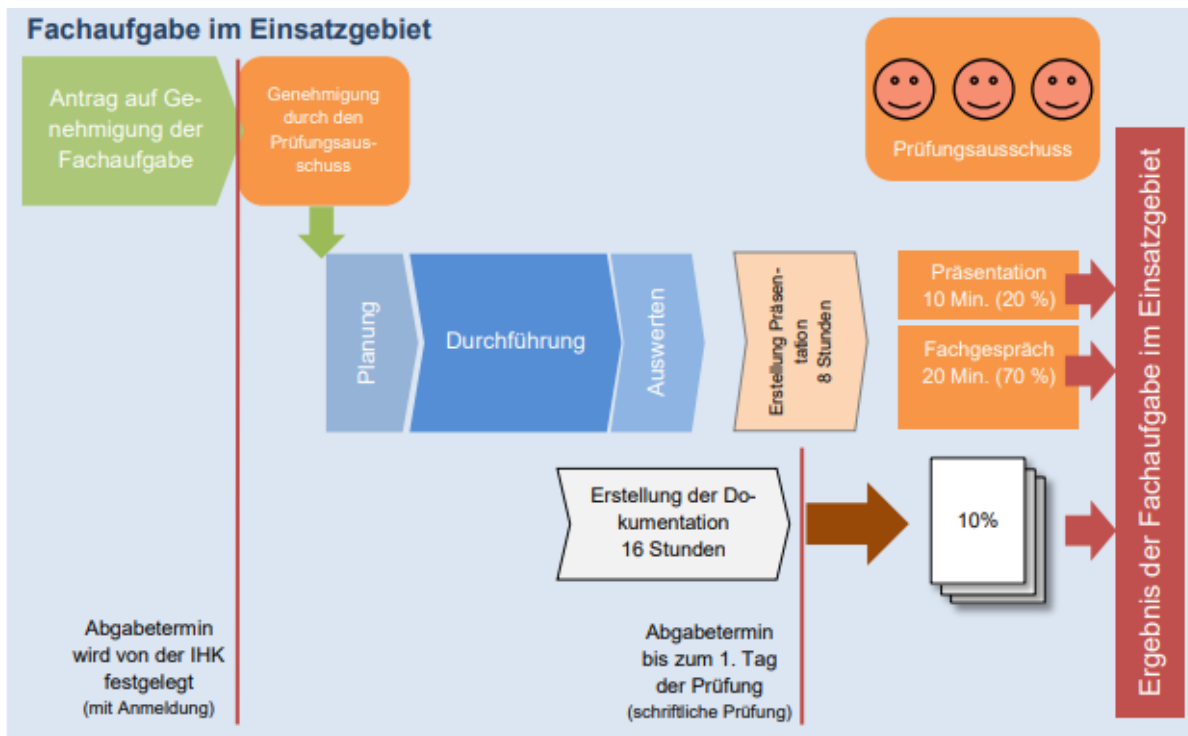 Fachaufgabe im Einsatzgebiet
Antrag auf Ge-
nehmigung der
Fachaufgabe
Genehmigung
durch den
Prüfungsaus-
schuss
Prüfungsausschuss
Planung
Durchführung
Auswerten
Erstellung Präsen-
tation
8 Stunden
Präsentation
10 Min. (20 %)
Fachgespräch
20 Min. (70 %)
Erstellung der Do-
kumentation
16 Stunden
10%
Ergebnis der Fachaufgabe im Einsatzgebiet
Abgabetermin
wird von der IHK
festgelegt
(mit Anmeldung)
Abgabetermin
bis zum 1. Tag
der Prüfung
(schriftliche Prüfung)